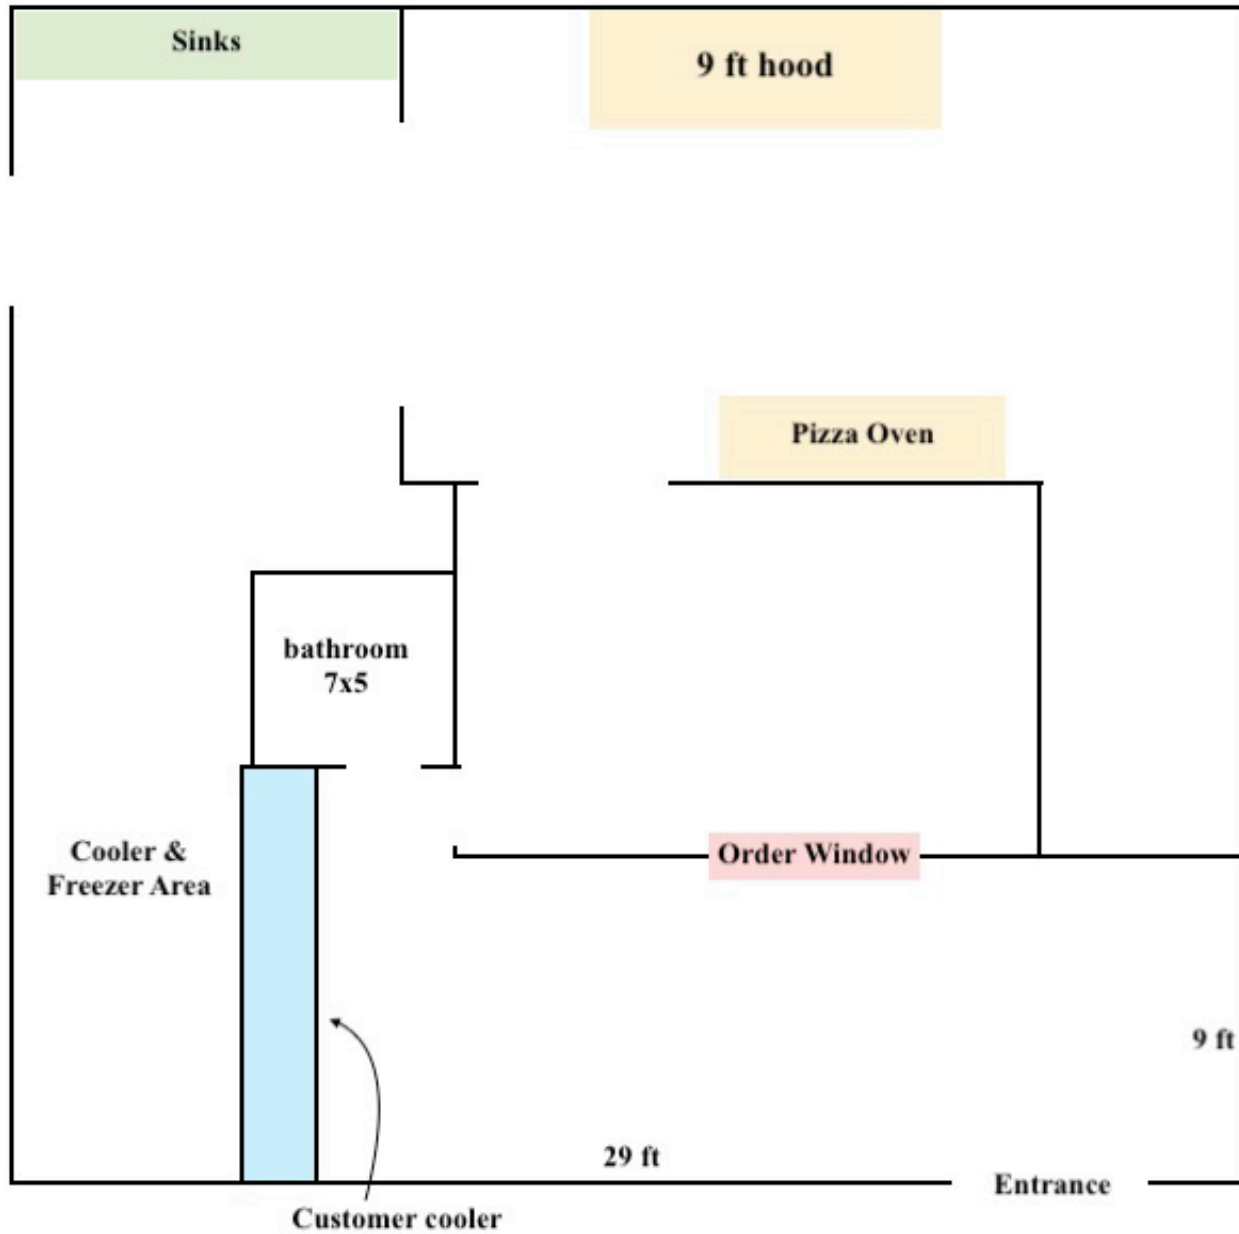 Sinks
9 ft hood
Pizza Oven
bathroom
7x5
Cooler &
Freezer Area
Order Window
9 ft
29 ft
Entrance
Customer cooler